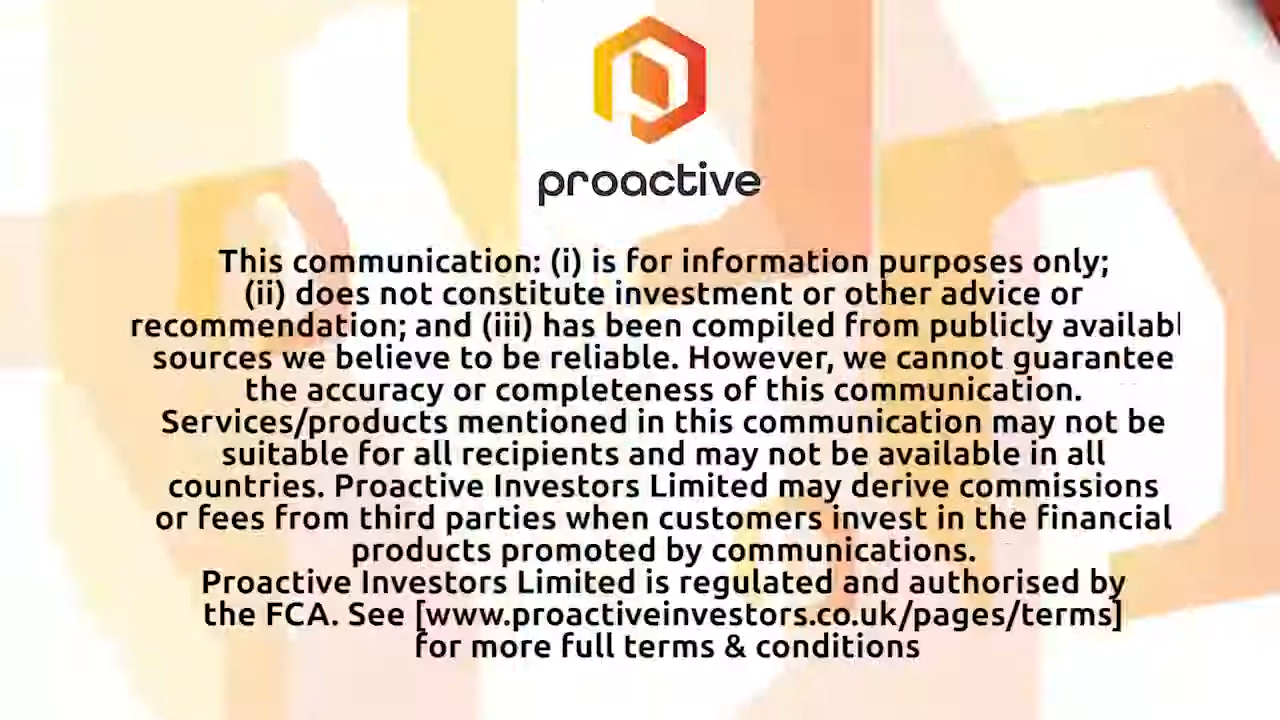 proactive
This communication: (i) is for information purposes only;
(ii) does not constitute investment or other advice or
recommendation; and (iii) has been compiled from publicly availabl
sources we believe to be reliable. However, we cannot guarantee
the accuracy or completeness of this communication.
Services/products mentioned in this communication may not be
suitable for all recipients and may not be available in all
countries. Proactive Investors Limited may derive commissions
or fees from third parties when customers invest in the financial
products promoted by communications.
Proactive Investors Limited is regulated and authorised by
the FCA. See [www.proactiveinvestors.co.uk/pages/terms]
for more full terms & conditions